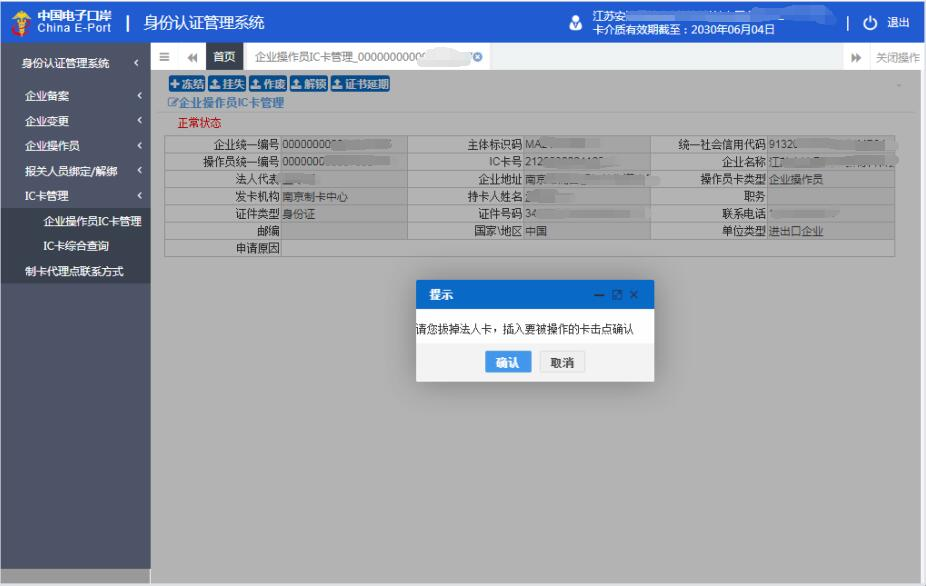 中国电子口岸
China E-Port
身份认证管理系统
江苏安
卡介质有效期截至：2030年06月04日
退出
身份认证管理系统
首页
企业操作员IC卡管理_00000000000
关闭操作
企业备案
企业变更
企业操作员
报关人员绑定/解绑
IC卡管理
企业操作员IC卡管理
IC卡综合查询
制卡代理点联系方式
冻结 挂失 作废 解锁 证书延期
企业操作员IC卡管理
正常状态
企业统一编号 000000000 主体标识码 MA 统一社会信用代码 9132
操作员统一编号 0000000 IC卡号 212 企业名称 江
法人代表 企业地址 南京 操作员卡类型 企业操作员
发卡机构 南京制卡中心 持卡人姓名 职务
证件类型 身份证 证件号码 34 联系电话
邮编 国家\地区 中国 单位类型 进出口企业
申请原因
提示
请您拔掉法人卡，插入要被操作的卡击点确认
确认 取消